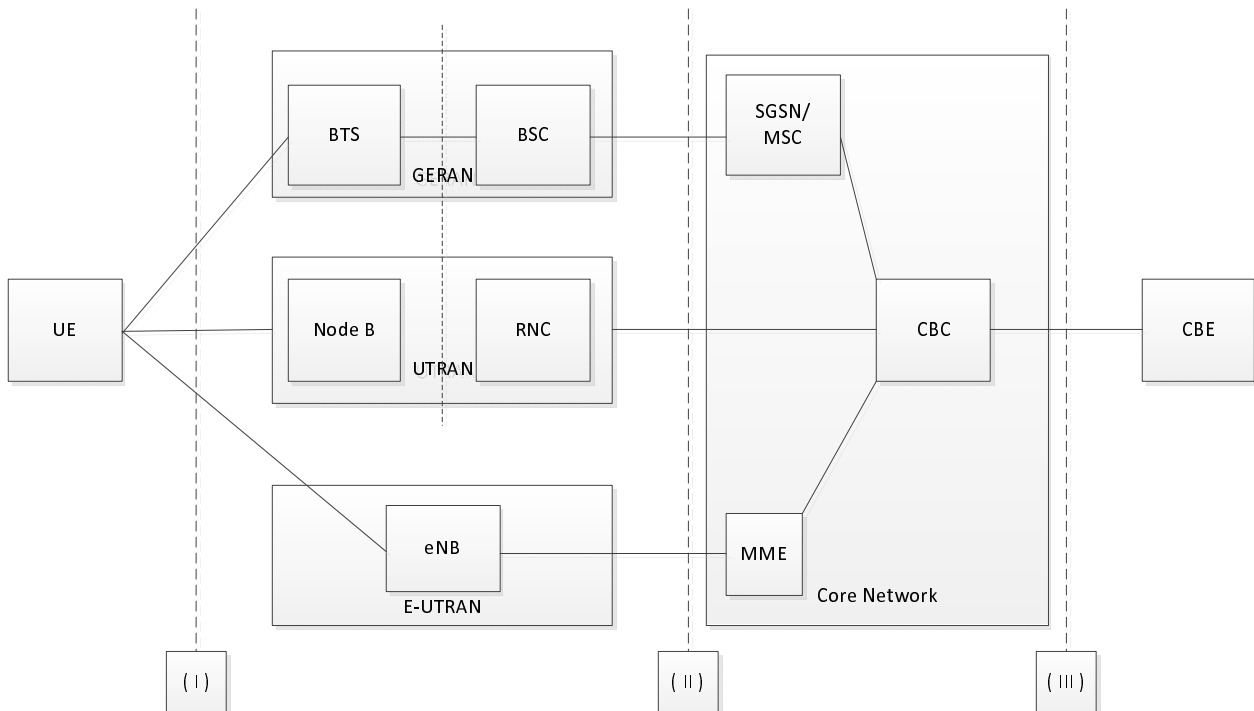 BTS
BSC
GERAN
SGSN/
MSC
UE
Node B
RNC
UTRAN
CBC
CBE
eNB
E-UTRAN
MME
Core Network
( I )
( II )
( III )